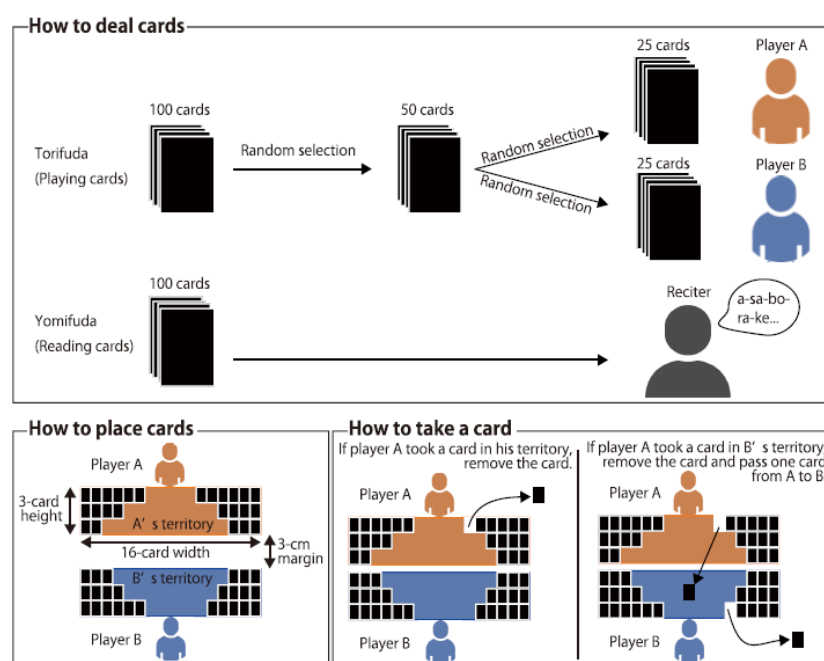 How to deal cards
Player A
25 cards
100 cards
50 cards
Torifuda
(Playing cards)
Random selection
Random selection
Random selection
25 cards
Player B
100 cards
Yomifuda
(Reading cards)
Reciter
a-sa-bo-
ra-ke...
How to place cards
Player A
3-card
height
A's territory
16-card width
3-cm
margin
B's territory
Player B
How to take a card
If player A took a card in his territory,
remove the card.
Player A
Player B
If player A took a card in B's territory,
remove the card and pass one card
from A to B
Player A
Player B